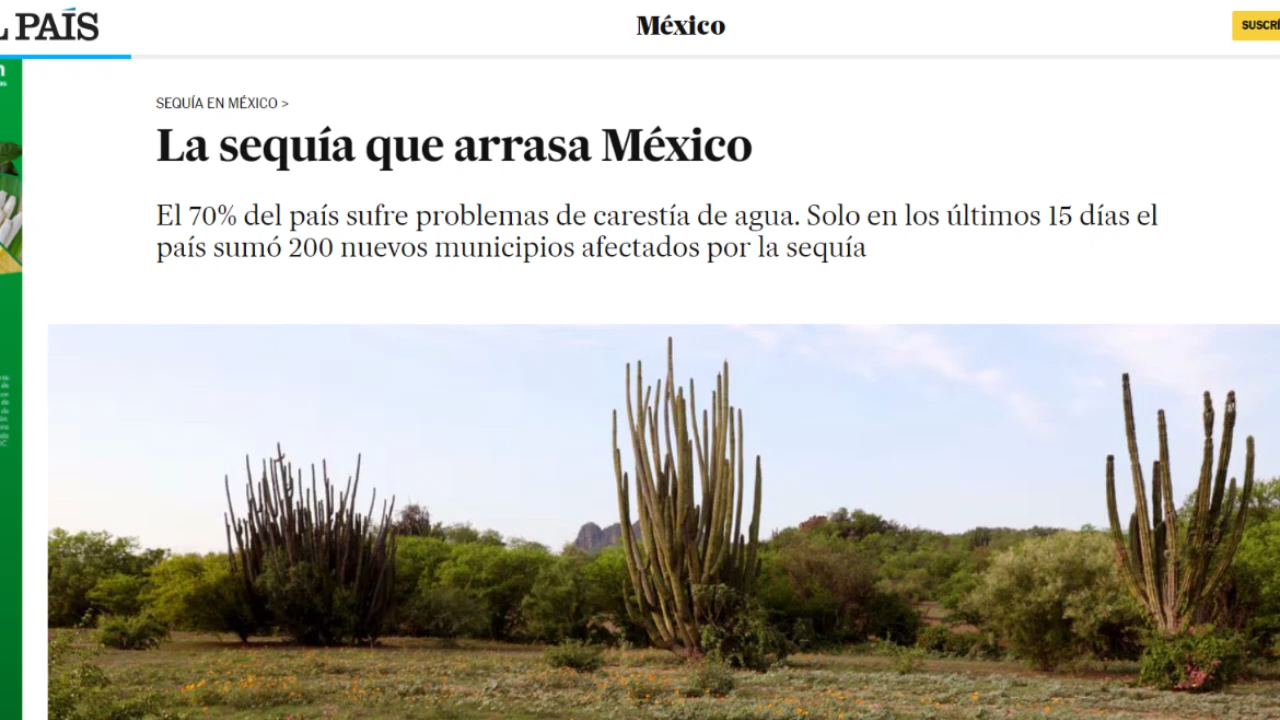 PAÍS
México
SEQUÍA EN MÉXICO >
La sequía que arrasa México
El 70% del país sufre problemas de carestía de agua. Solo en los últimos 15 días el
país sumó 200 nuevos municipios afectados por la sequía